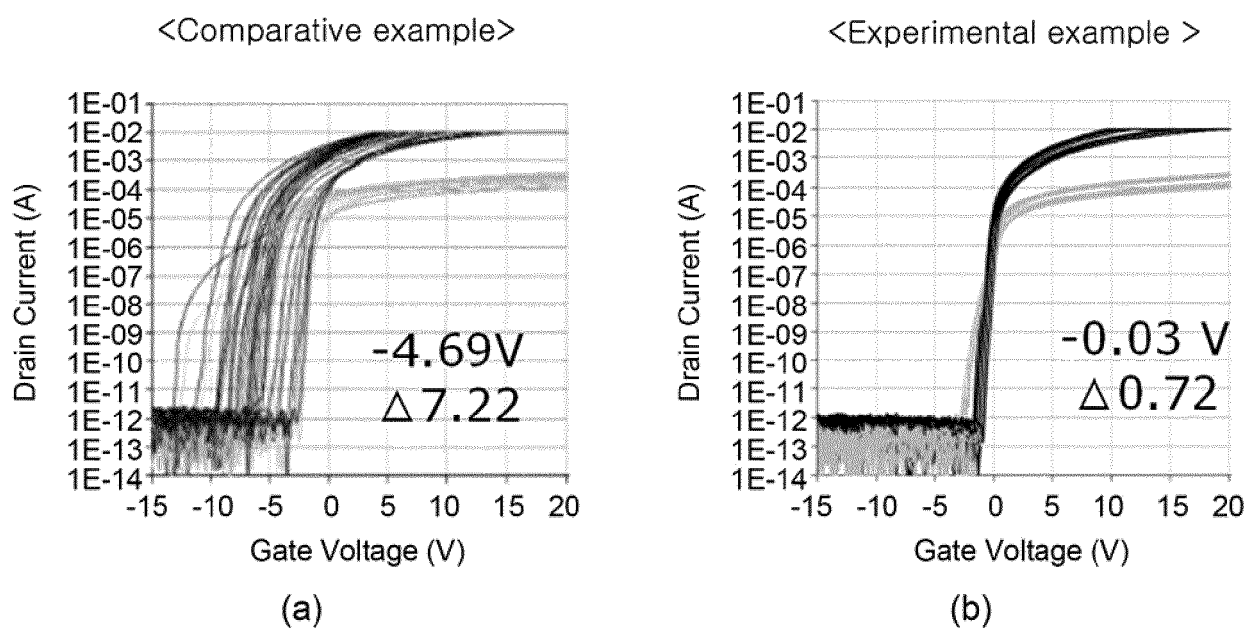 <Comparative example>
<Experimental example >
Drain Current (A)
1E-01
1E-02
1E-03
1E-04
1E-05
1E-06
1E-07
1E-08
1E-09
1E-10
1E-11
1E-12
1E-13
1E-14
-4.69V
△7.22
-15 -10 -5 0 5 10 15 20
Gate Voltage (V)
(a)
Drain Current (A)
1E-01
1E-02
1E-03
1E-04
1E-05
1E-06
1E-07
1E-08
1E-09
1E-10
1E-11
1E-12
1E-13
1E-14
-0.03 V
△0.72
-15 -10 -5 0 5 10 15 20
Gate Voltage (V)
(b)